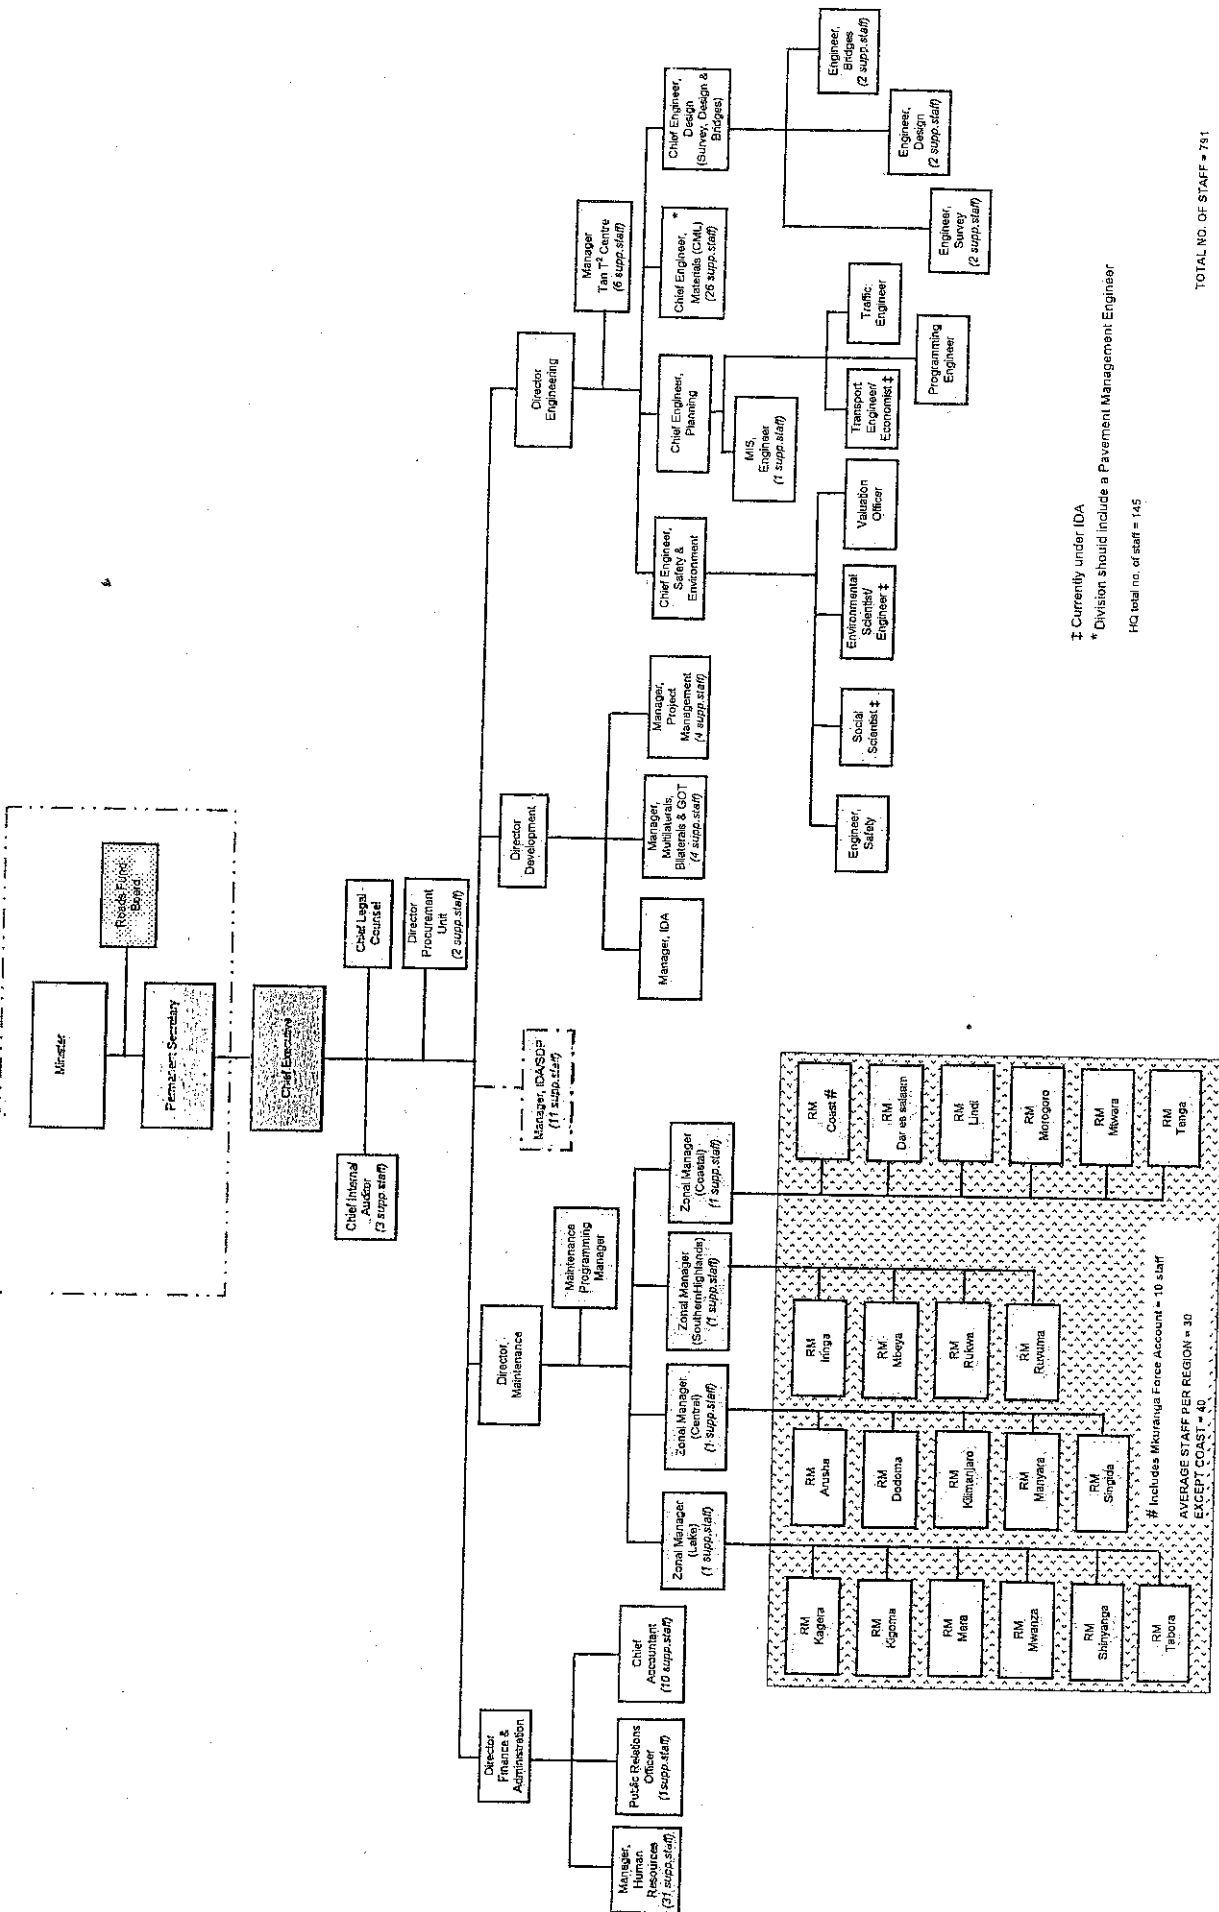 Minister
Roads Fund
Board
Permanent Secretary
Chief Executive
Chief Internal
Auditor
(3 supp.staff)
Chief Legal
Counsel
Director
Procurement
Unit
(2 supp.staff)
Director
Finance &
Administration
Director,
Maintenance
Manager, IDA/SDP
(11 supp.staff)
Director
Development
Director
Engineering
Maintenance
Programming
Manager
Manager
Tan T² Centre
(6 supp.staff)
Manager,
Human
Resources
(31 supp.staff)
Public Relations
Officer
(1supp.staff)
Chief
Accountant
(10 supp.staff)
Zonal Manager
(Lake)
(1 supp.staff)
Zonal Manager
(Central)
(1 supp.staff)
Zonal Manager
(SouthernHighlands)
(1 supp.staff)
Zonal Manager
(Coastal)
(1 supp.staff)
Manager, IDA
Manager,
Multilaterals,
Bilaterals & GOT
(4 supp.staff)
Manager,
Project
Management
(4 supp.staff)
Chief Engineer,
Safety &
Environment
Chief Engineer,
Planning
Chief Engineer, *
Materials (CML)
(26 supp.staff)
Chief Engineer,
Design
(Survey, Design &
Bridges)
MIS,
Engineer
(1 supp.staff)
RM
Kagera
RM
Kigoma
RM
Mara
RM
Mwanza
RM
Shinyanga
RM
Tabora
RM
Arusha
RM
Dodoma
RM
Kilimanjaro
RM
Manyara
RM
Singida
RM
Iringa
RM
Mbeya
RM
Rukwa
RM
Ruvuma
RM
Coast #
RM
Dar es salaam
RM
Lindi
RM
Morogoro
RM
Mtwara
RM
Tanga
# Includes Mkuranga Force Account = 10 staff
AVERAGE STAFF PER REGION = 30
EXCEPT COAST = 40
Engineer,
Safety
Social
Scientist ‡
Environmental
Scientist/
Engineer ‡
Valuation
Officer
Transport
Engineer/
Economist ‡
Traffic
Engineer
Programming
Engineer
Engineer,
Survey
(2 supp.staff)
Engineer,
Design
(2 supp.staff)
Engineer,
Bridges
(2 supp.staff)
‡ Currently under IDA
* Division should include a Pavement Management Engineer
HQ total no. of staff = 145
TOTAL NO. OF STAFF = 791